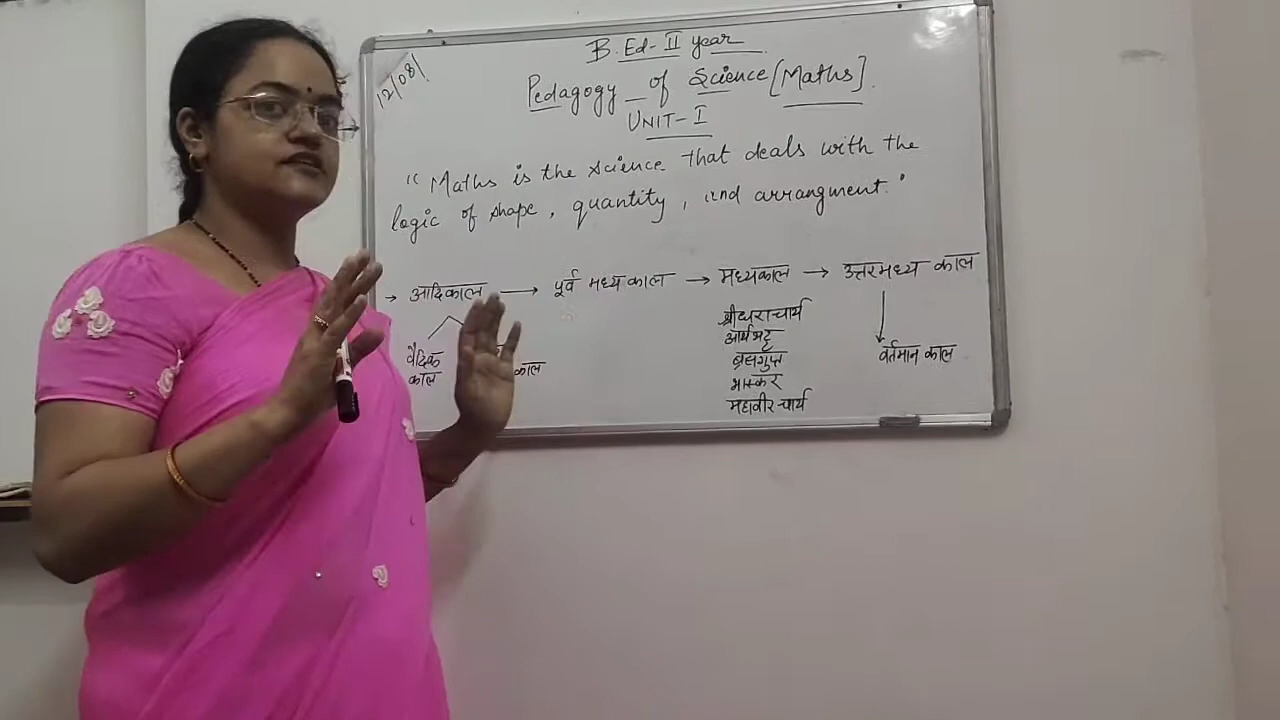 12/08/
B. Ed- II year
Pedagogy of Science [Maths].
UNIT-I
"Maths is the science that deals with the
logic of shape, quantity, and arrangment."
→ आदिकाल → पूर्व मध्यकाल → मध्यकाल → उत्तरमध्य काल
वैदिक
काल
काल
श्रीधराचार्य
आर्यभट्ट
ब्रह्मगुप्त
भास्कर
महावीर चार्य
वर्तमान काल